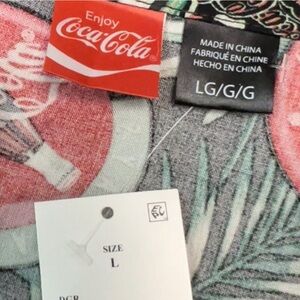 Enjoy
Coca-Cola
MADE IN CHINA
FABRIQUÉ EN CHINE
HECHO EN CHINA
LG/G/G
SIZE
L